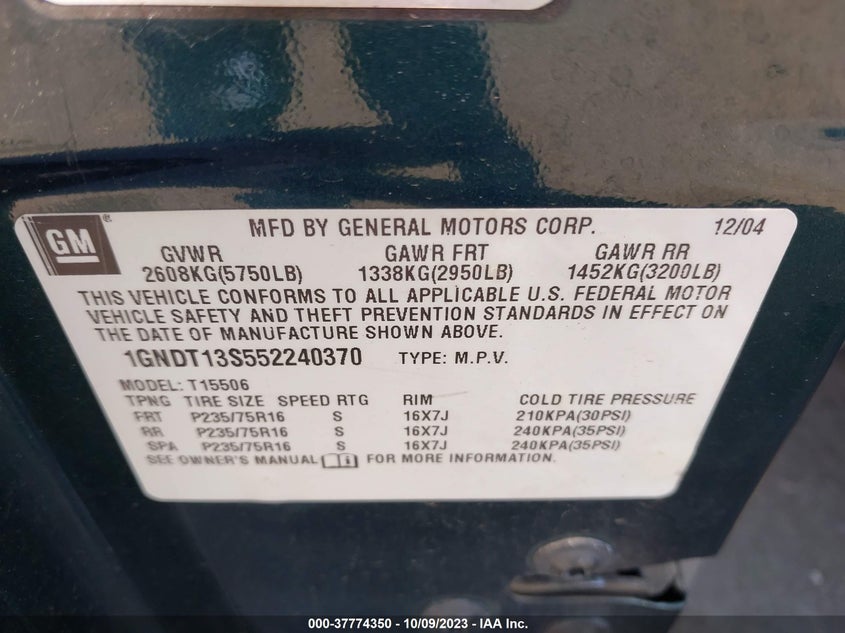 GM ®
MFD BY GENERAL MOTORS CORP. 12/04
GVWR GAWR FRT GAWR RR
2608KG(5750LB) 1338KG(2950LB) 1452KG(3200LB)
THIS VEHICLE CONFORMS TO ALL APPLICABLE U.S. FEDERAL MOTOR
VEHICLE SAFETY AND THEFT PREVENTION STANDARDS IN EFFECT ON
THE DATE OF MANUFACTURE SHOWN ABOVE.
1GNDT13S552240370 TYPE: M.P.V.
MODEL: T15506
TPNG TIRE SIZE SPEED RTG RIM COLD TIRE PRESSURE
FRT P235/75R16 S 16X7J 210KPA(30PSI)
RR P235/75R16 S 16X7J 240KPA(35PSI)
SPA P235/75R16 S 16X7J 240KPA(35PSI)
SEE OWNER'S MANUAL FOR MORE INFORMATION.
000-37774350 - 10/09/2023 - IAA Inc.